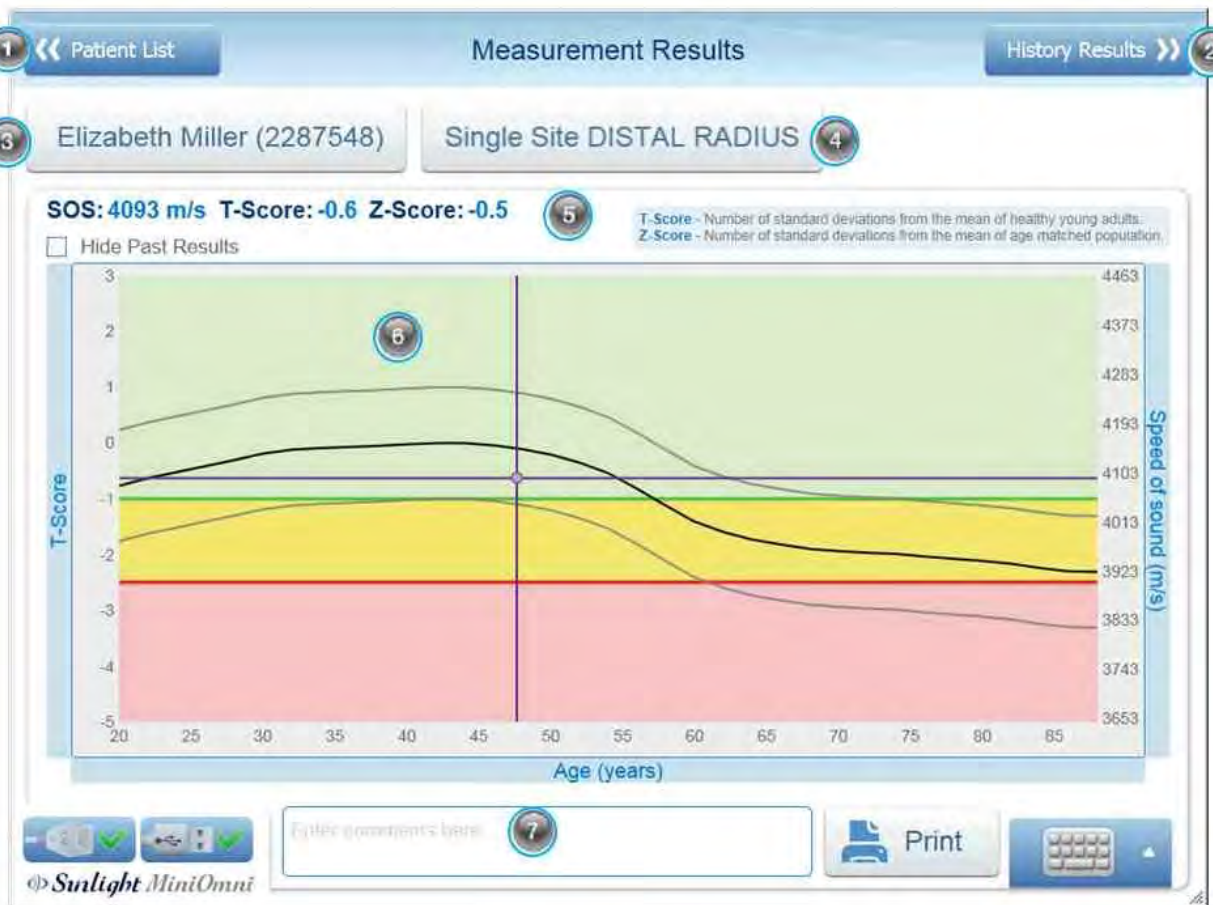 1 Patient List
Measurement Results
History Results 2
3 Elizabeth Miller (2287548)
Single Site DISTAL RADIUS 4
SOS: 4093 m/s T-Score: -0.6 Z-Score: -0.5 5
T-Score - Number of standard deviations from the mean of healthy young adults.
Z-Score - Number of standard deviations from the mean of age matched population.
Hide Past Results
T-Score
3
2
1
0
-1
-2
-3
-4
-5
6
4463
4373
4283
4193
4103
4013
3923
3833
3743
3653
Speed of sound (m/s)
20 25 30 35 40 45 50 55 60 65 70 75 80 85
Age (years)
Enter comments here 7
Print
Sunlight MiniOmni